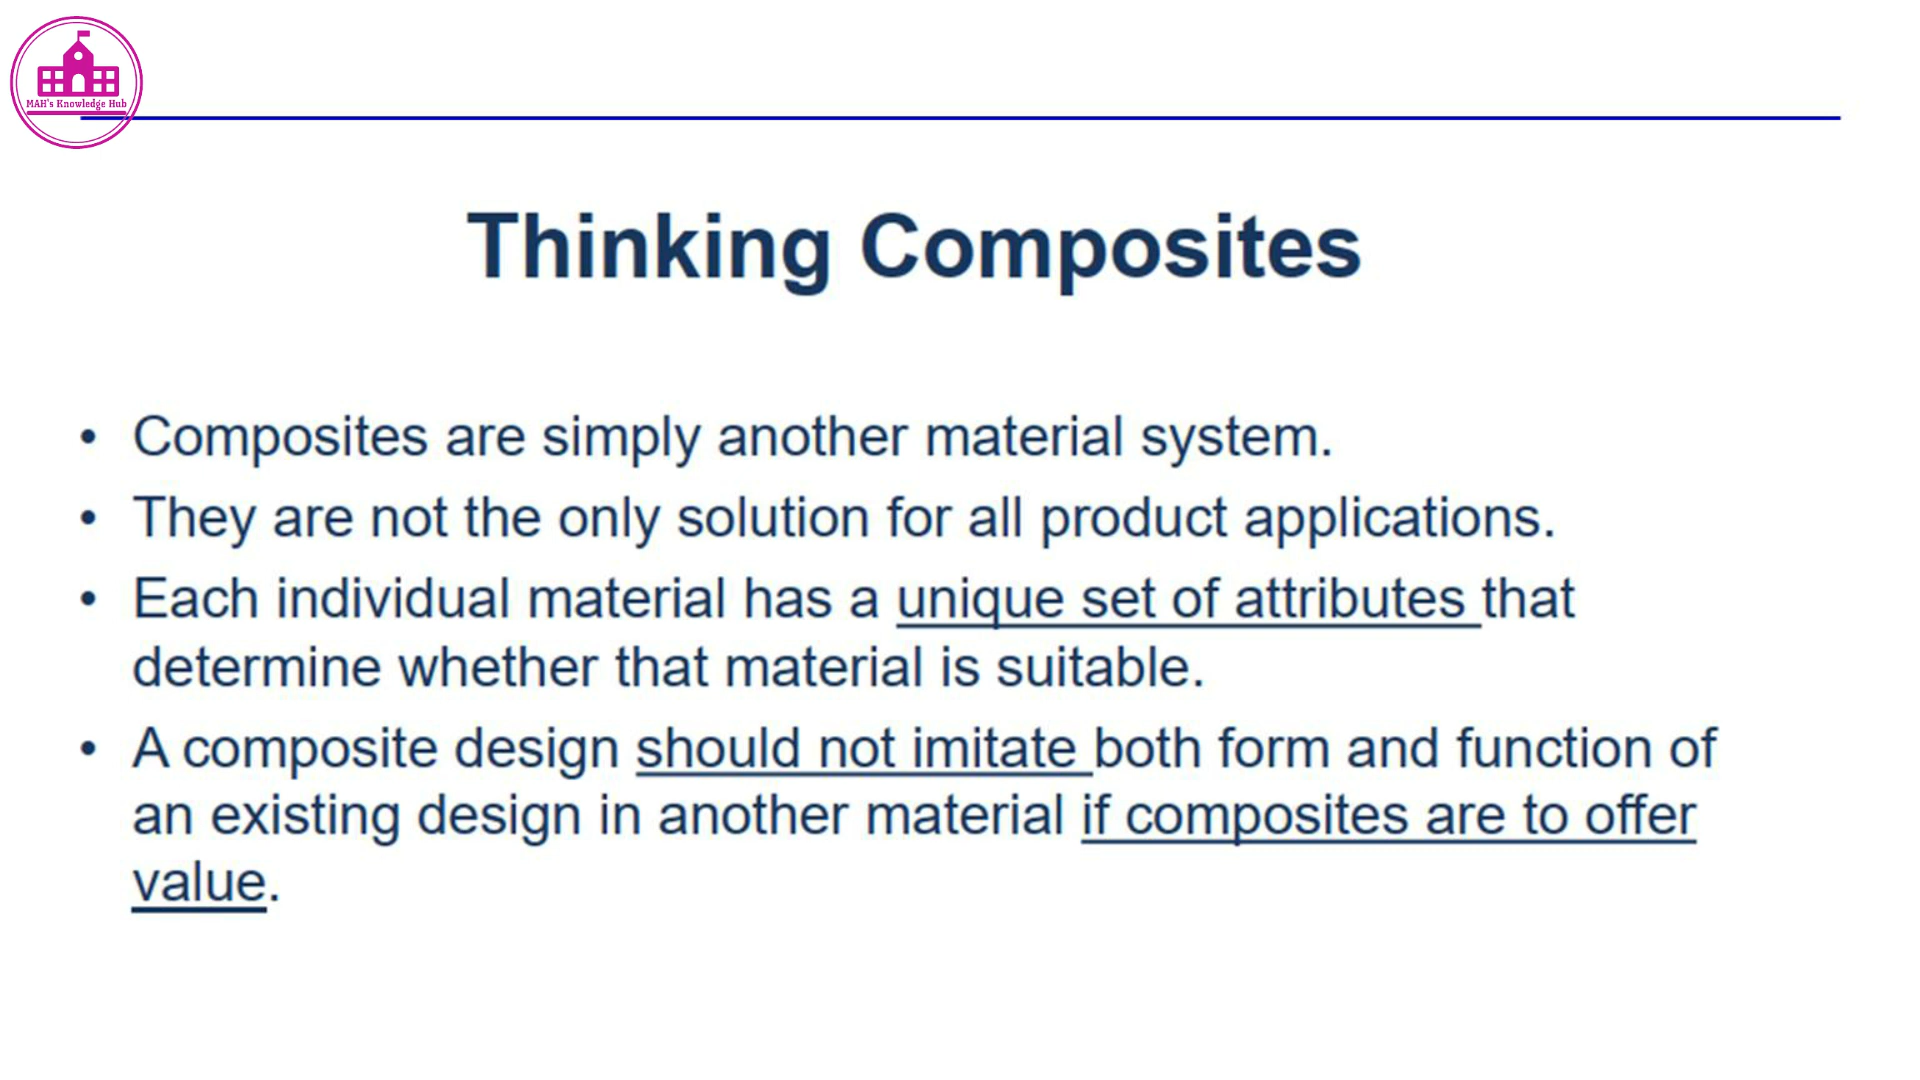 MAH's Knowledge Hub
Thinking Composites
• Composites are simply another material system.
• They are not the only solution for all product applications.
• Each individual material has a unique set of attributes that
determine whether that material is suitable.
• A composite design should not imitate both form and function of
an existing design in another material if composites are to offer
value.